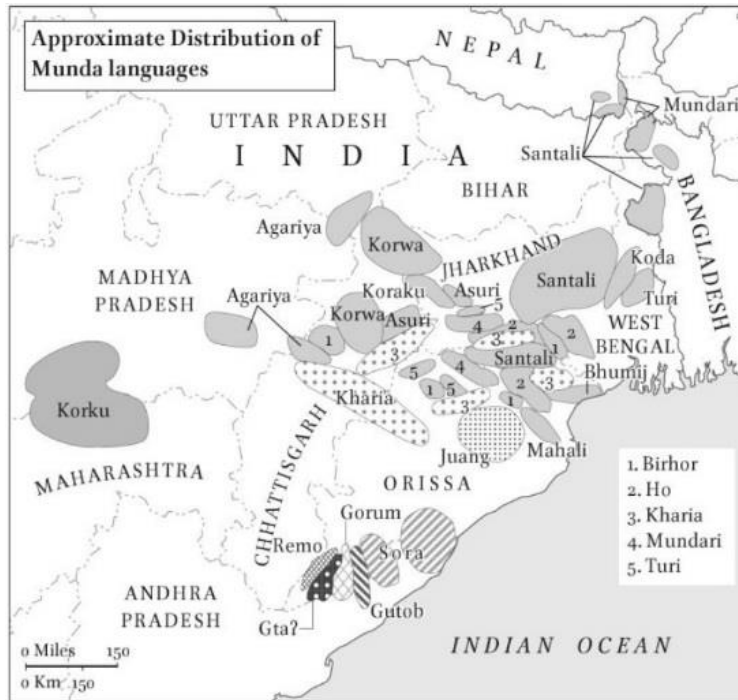 Approximate Distribution of
Munda languages
NEPAL
UTTAR PRADESH
INDIA
Mundari
Santali
BIHAR
BANGLADESH
Agariya
Korwa
JHARKHAND
Santali
Koda
MADHYA
PRADESH
Agariya
Koraku
Asuri
5
Turi
Korwa
Asuri
4
2
3
2
WEST
BENGAL
1
3
Santali
1
Bhumij
5
4
3
Korku
Kharia
1
5
3
2
1
Juang
Mahali
MAHARASHTRA
CHHATTISGARH
ORISSA
1. Birhor
2. Ho
3. Kharia
4. Mundari
5. Turi
Gorum
Remo
Sora
ANDHRA
PRADESH
Gta?
Gutob
0 Miles 150
0 Km 150
INDIAN OCEAN